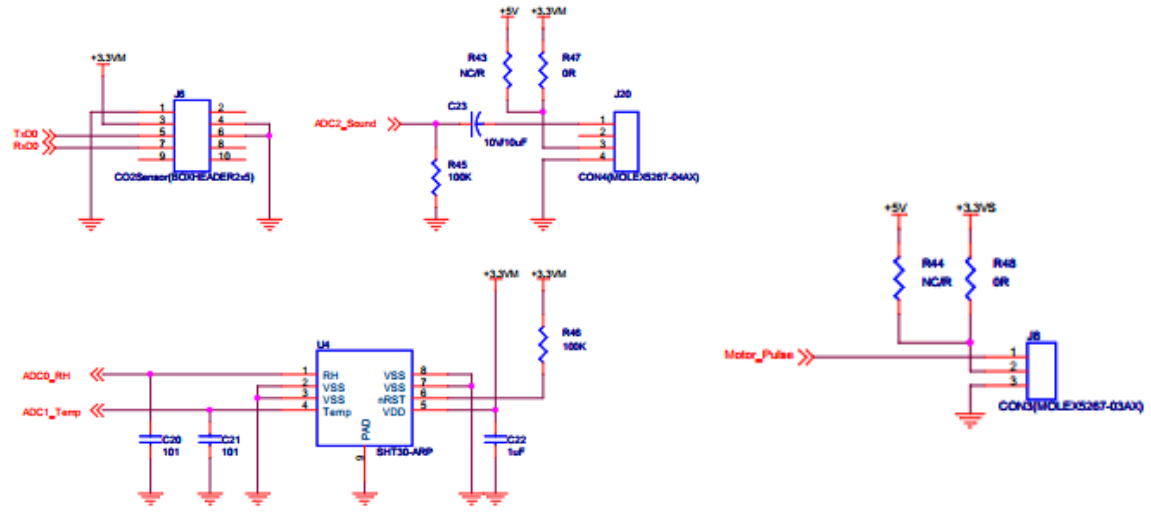 +3.3VM
J6
1 2
3 4
5 6
7 8
9 10
TxD0
RxD0
CO2Sensor(BOXHEADER2x5)
+5V +3.3VM
R43 R47
NC/R 0R
J20
C23
ADC2_Sound
10V/10uF
1
2
3
4
R45
100K
CON4(MOLEX5267-04AX)
+5V +3.3VS
R44 R48
NC/R 0R
J8
Motor_Pulse
1
2
3
CON3(MOLEX5267-03AX)
+3.3VM +3.3VM
R46
100K
U4
ADC0_RH 1 RH VSS 8
2 VSS VSS 7
3 VSS nRST 6
ADC1_Temp 4 Temp VDD 5
PAD
9
C20
101
C21
101
SHT30-ARP
C22
1uF